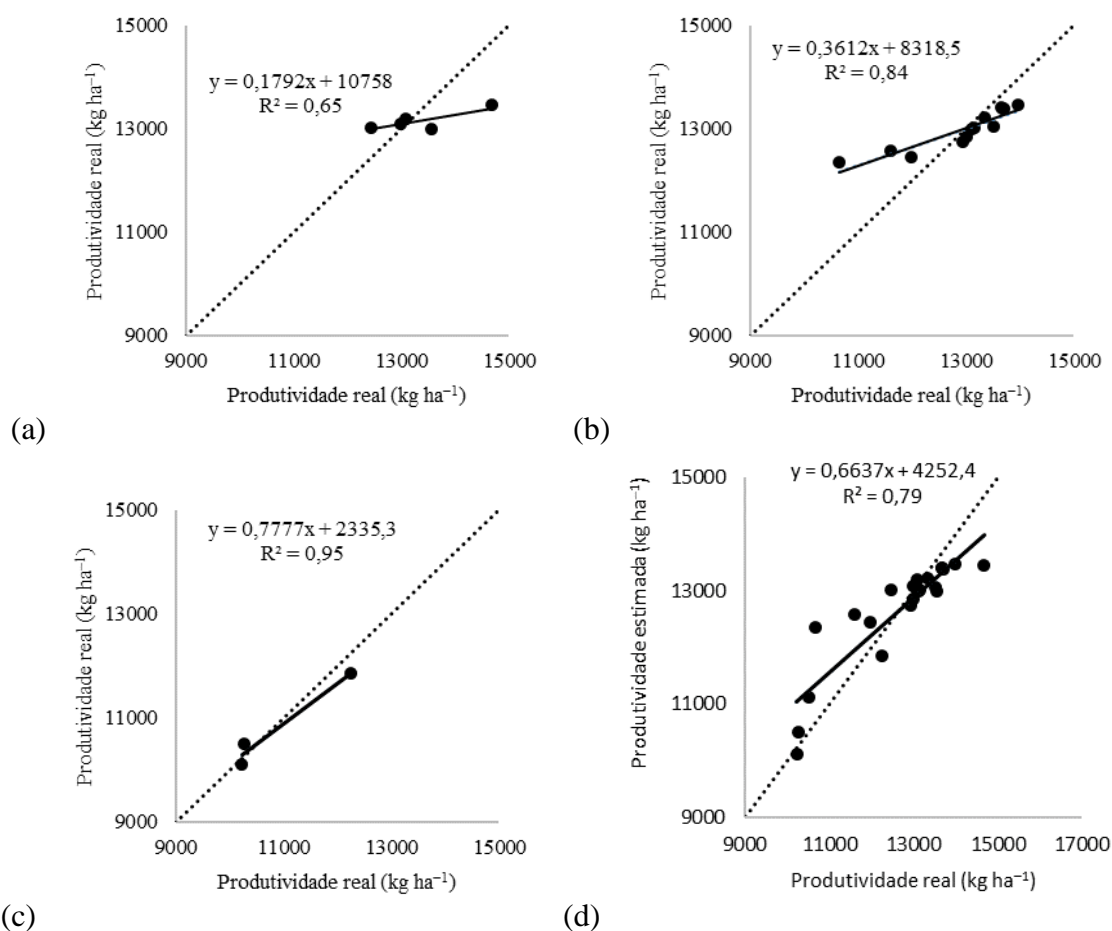 15000
y = 0,1792x + 10758
R² = 0,65
13000
11000
9000
Produtividade real (kg ha⁻¹)
9000 11000 13000 15000
Produtividade real (kg ha⁻¹)
(a)
15000
y = 0,3612x + 8318,5
R² = 0,84
13000
11000
9000
Produtividade real (kg ha⁻¹)
9000 11000 13000 15000
Produtividade real (kg ha⁻¹)
(b)
15000
y = 0,7777x + 2335,3
R² = 0,95
13000
11000
9000
Produtividade real (kg ha⁻¹)
9000 11000 13000 15000
Produtividade real (kg ha⁻¹)
(c)
y = 0,6637x + 4252,4
15000
R² = 0,79
13000
11000
9000
Produtividade estimada (kg ha⁻¹)
9000 11000 13000 15000 17000
Produtividade real (kg ha⁻¹)
(d)